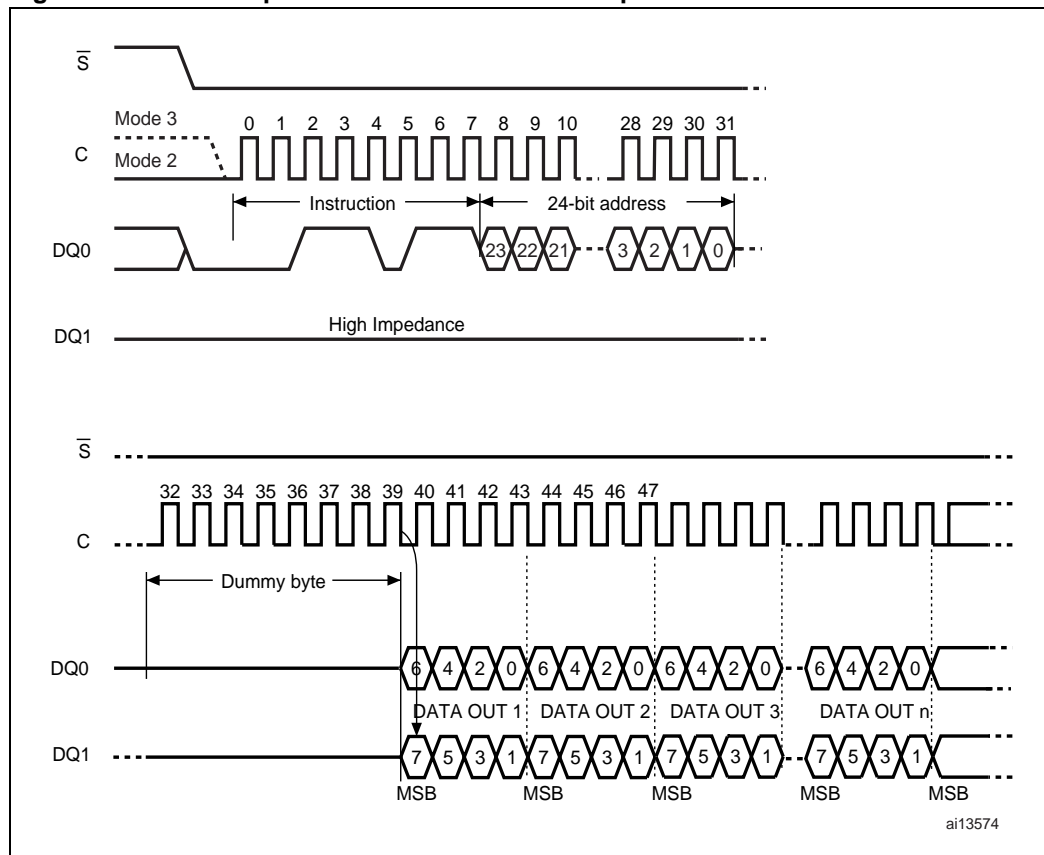 S
Mode 3
C
Mode 2
0 1 2 3 4 5 6 7 8 9 10 28 29 30 31
Instruction 24-bit address
DQ0
23 22 21 3 2 1 0
High Impedance
DQ1
S
32 33 34 35 36 37 38 39 40 41 42 43 44 45 46 47
C
Dummy byte
DQ0
6 4 2 0 6 4 2 0 6 4 2 0 6 4 2 0
DATA OUT 1 DATA OUT 2 DATA OUT 3 DATA OUT n
DQ1
7 5 3 1 7 5 3 1 7 5 3 1 7 5 3 1
MSB MSB MSB MSB MSB
ai13574